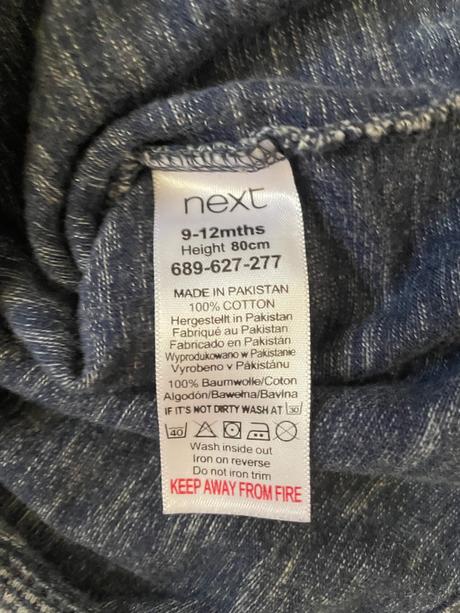 next
9-12mths
Height 80cm
689-627-277
MADE IN PAKISTAN
100% COTTON
Hergestellt in Pakistan
Fabriqué au Pakistan
Fabricado en Pakistán
Wyprodukowano w Pakistanie
Vyrobeno v Pákistánu
100% Baumwolle/Coton
Algodón/Bawełna/Bavlna
IF IT'S NOT DIRTY WASH AT 30
40
Wash inside out
Iron on reverse
Do not iron trim
KEEP AWAY FROM FIRE